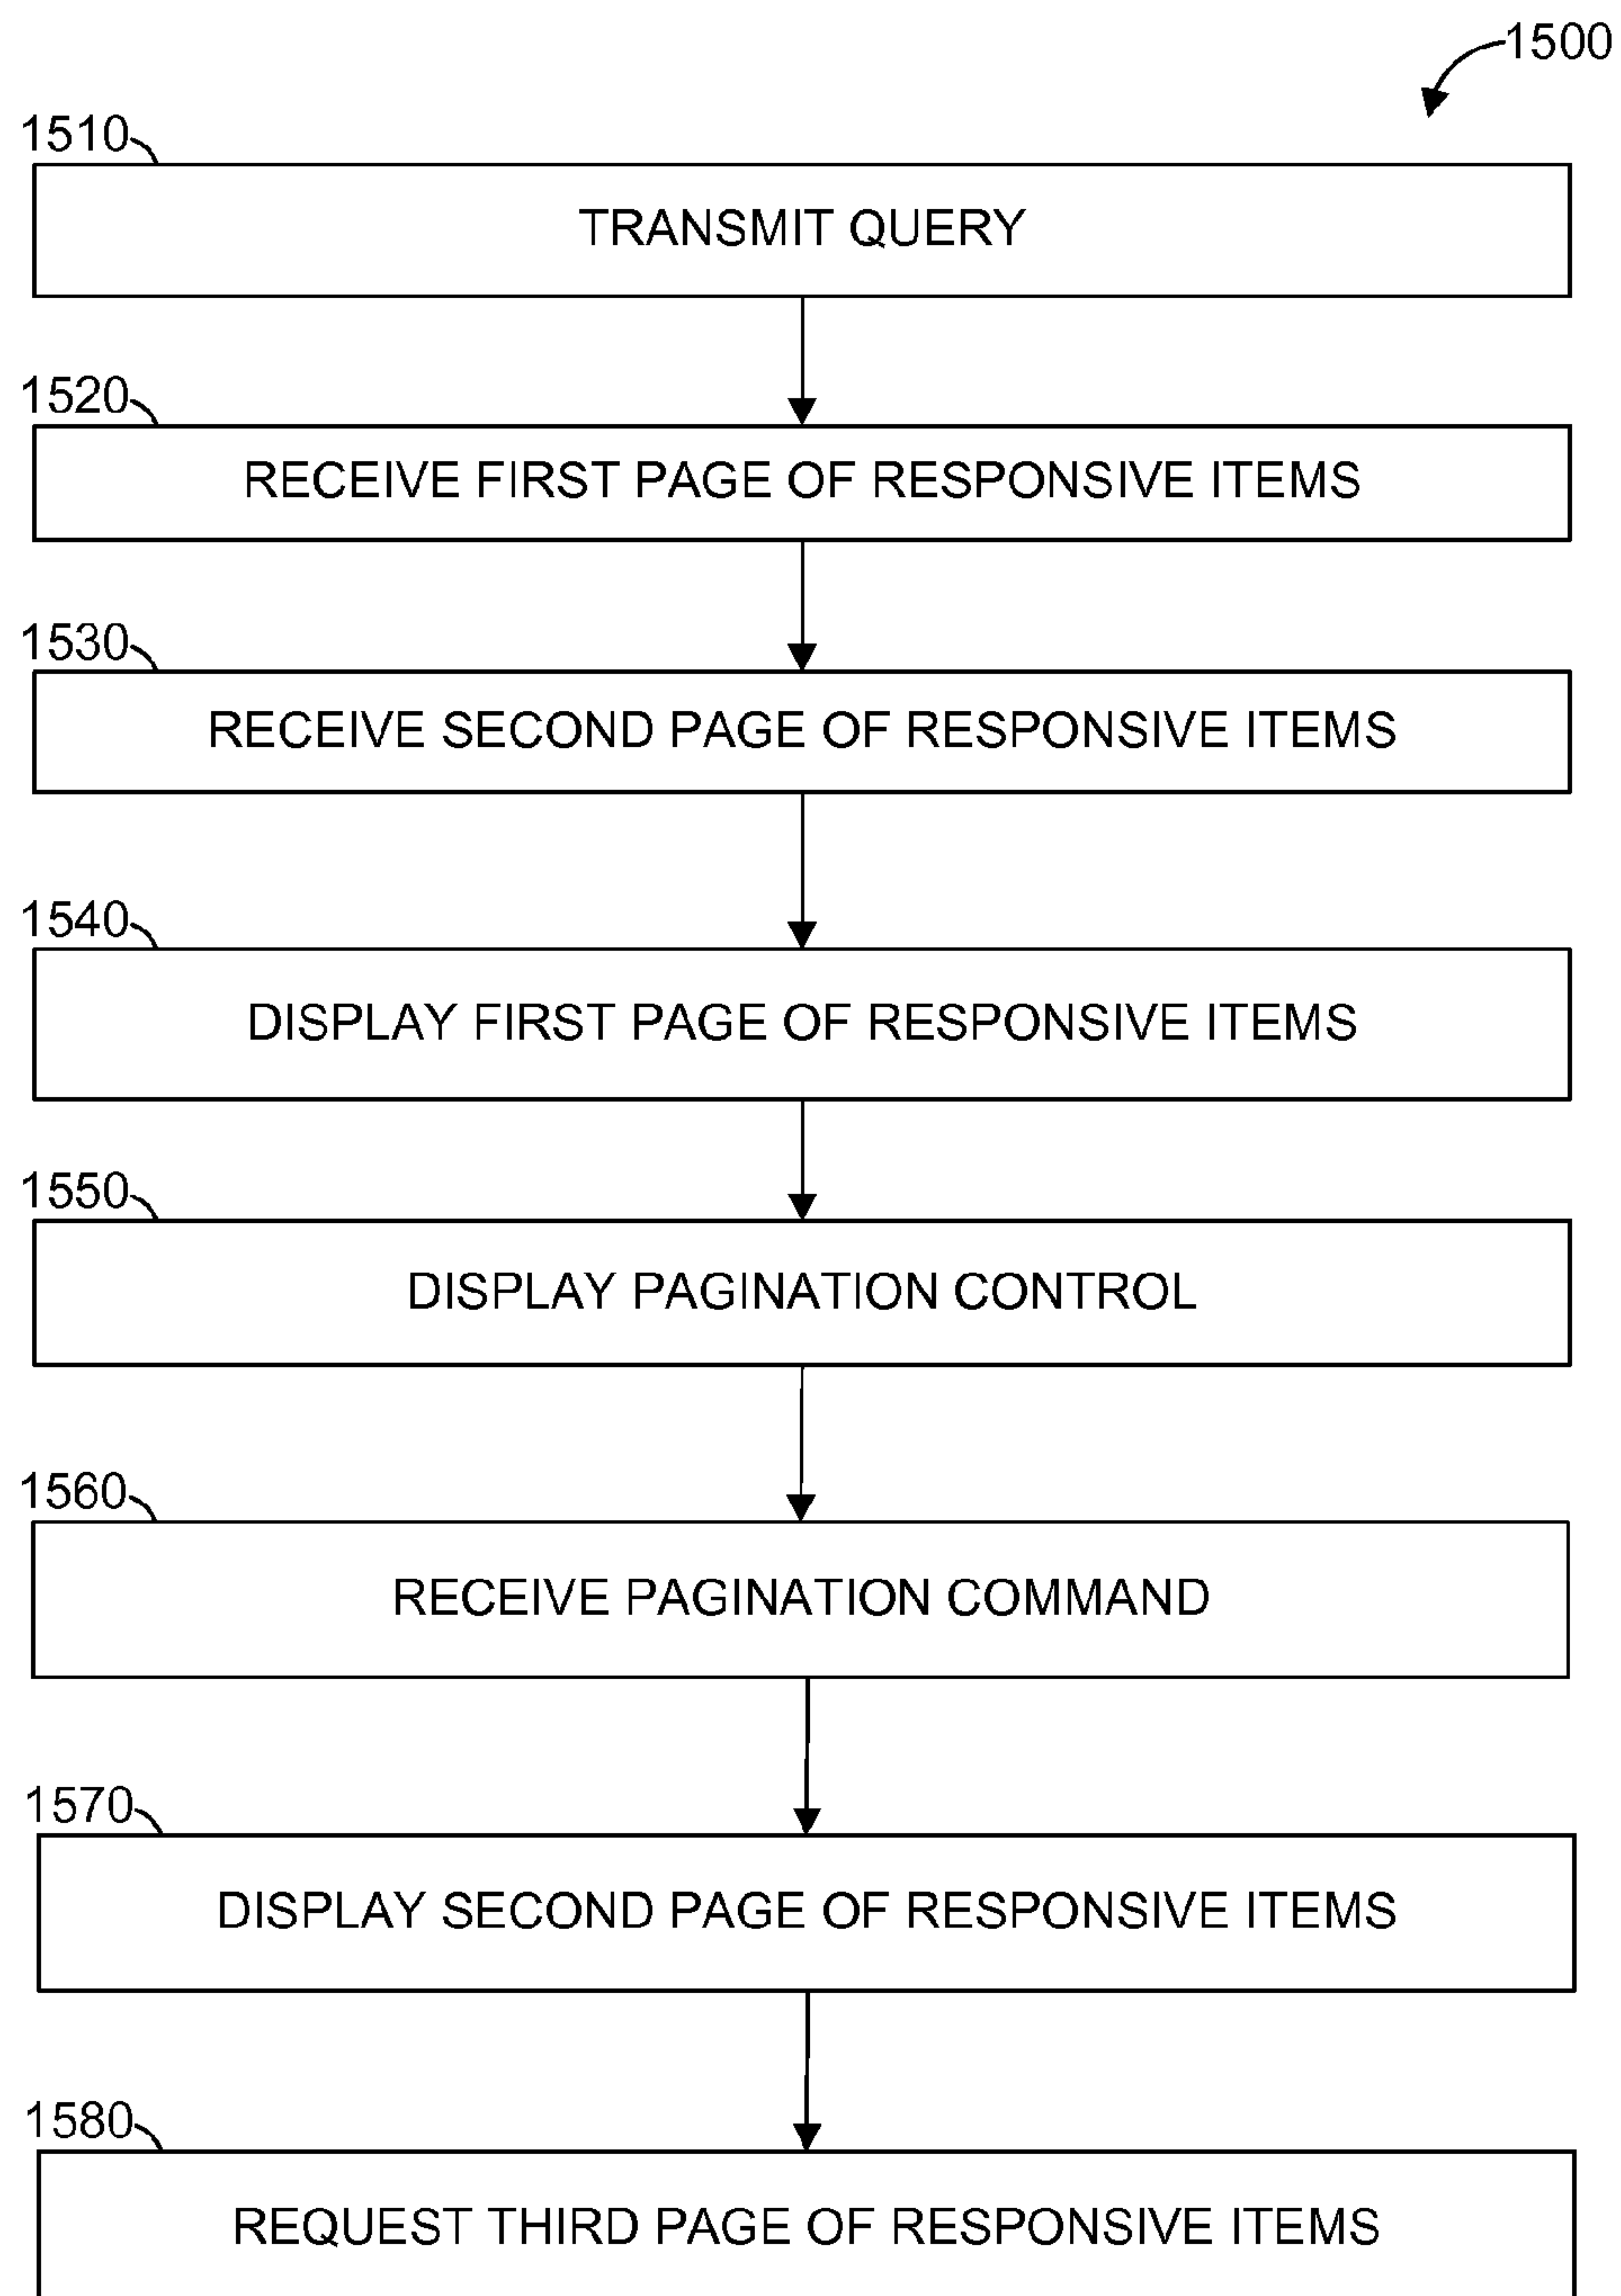 1500
1510
TRANSMIT QUERY
1520
RECEIVE FIRST PAGE OF RESPONSIVE ITEMS
1530
RECEIVE SECOND PAGE OF RESPONSIVE ITEMS
1540
DISPLAY FIRST PAGE OF RESPONSIVE ITEMS
1550
DISPLAY PAGINATION CONTROL
1560
RECEIVE PAGINATION COMMAND
1570
DISPLAY SECOND PAGE OF RESPONSIVE ITEMS
1580
REQUEST THIRD PAGE OF RESPONSIVE ITEMS